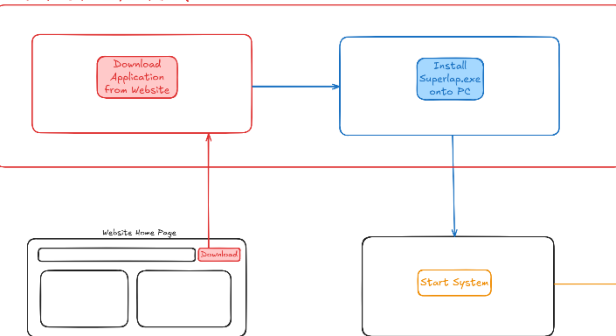 Download
Application
from Website
Install
Superlap.exe
onto PC
Website Home Page
Download
Start System